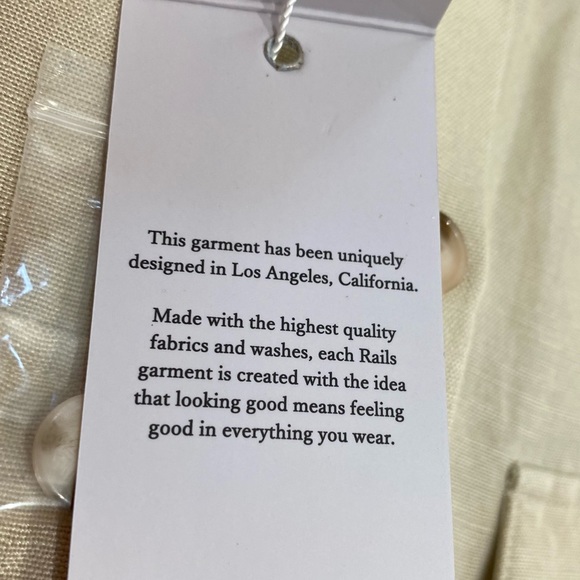 This garment has been uniquely
designed in Los Angeles, California.
Made with the highest quality
fabrics and washes, each Rails
garment is created with the idea
that looking good means feeling
good in everything you wear.